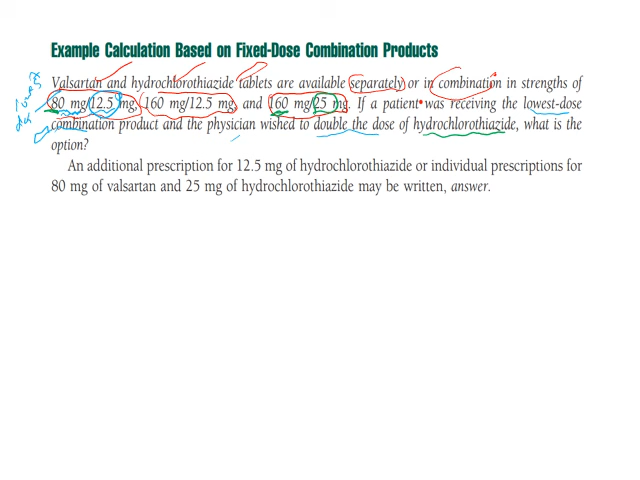 Example Calculation Based on Fixed-Dose Combination Products
Valsartan and hydrochlorothiazide tablets are available separately or in combination in strengths of
80 mg/12.5 mg, 160 mg/12.5 mg, and 160 mg/25 mg. If a patient was receiving the lowest-dose
combination product and the physician wished to double the dose of hydrochlorothiazide, what is the
option?
An additional prescription for 12.5 mg of hydrochlorothiazide or individual prescriptions for
80 mg of valsartan and 25 mg of hydrochlorothiazide may be written, answer.